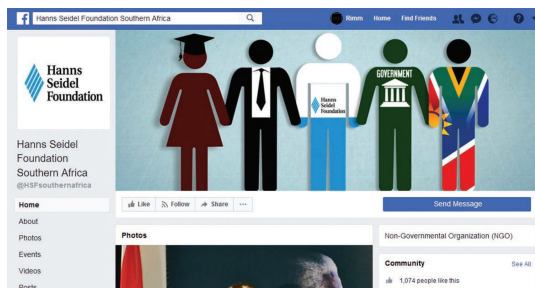 Hanns Seidel Foundation Southern Africa
Rimm Home Find Friends
Hanns
Seidel
Foundation
GOVERNMENT
Hanns
Seidel
Foundation
Hanns Seidel
Foundation
Southern Africa
@HSFsouthernafrica
Home
About
Photos
Events
Videos
Posts
Like Follow Share ...
Send Message
Photos
Non-Governmental Organization (NGO)
Community See All
1,074 people like this